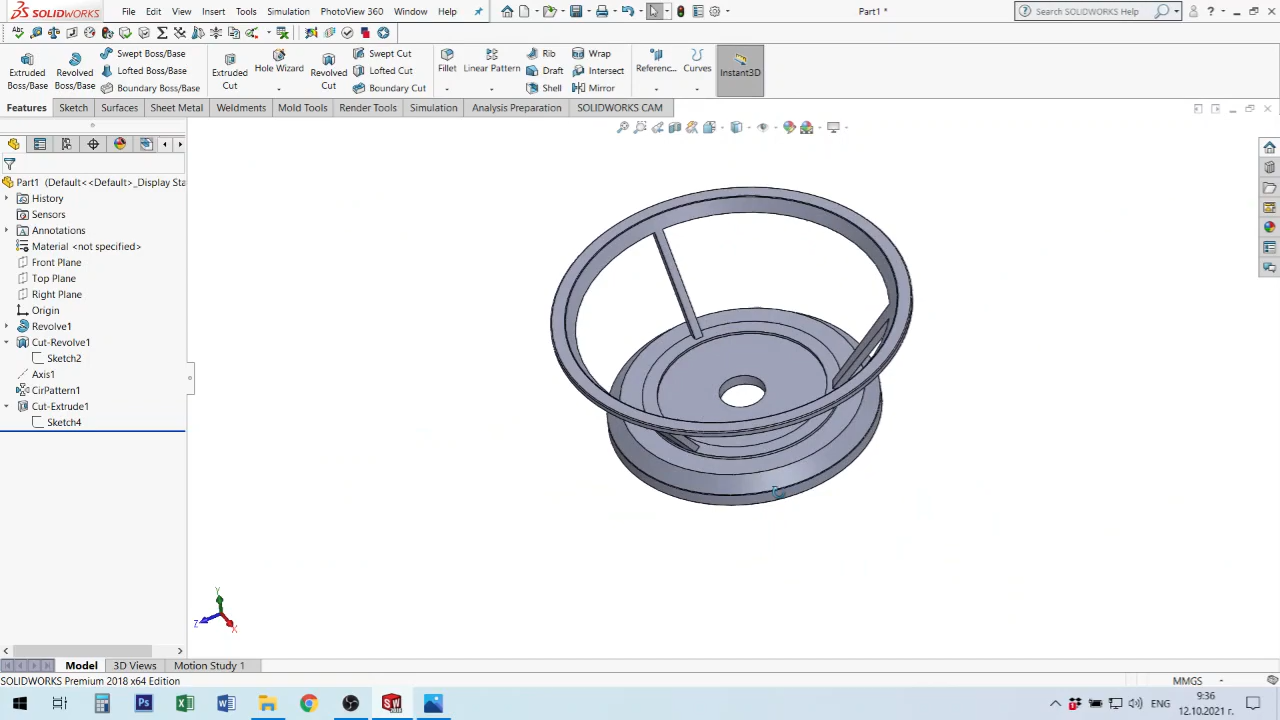 SOLIDWORKS File Edit View Insert Tools Simulation PhotoView 360 Window Help Part1 * Search SOLIDWORKS Help
Extruded Boss/Base
Revolved Boss/Base
Swept Boss/Base
Lofted Boss/Base
Boundary Boss/Base
Extruded Cut
Hole Wizard
Revolved Cut
Swept Cut
Lofted Cut
Boundary Cut
Fillet
Linear Pattern
Rib
Draft
Shell
Wrap
Intersect
Mirror
Referenc...
Curves
Instant3D
Features Sketch Surfaces Sheet Metal Weldments Mold Tools Render Tools Simulation Analysis Preparation SOLIDWORKS CAM
Part1 (Default<<Default>_Display Sta
History
Sensors
Annotations
Material <not specified>
Front Plane
Top Plane
Right Plane
Origin
Revolve1
Cut-Revolve1
Sketch2
Axis1
CirPattern1
Cut-Extrude1
Sketch4
Y
Z
X
Model 3D Views Motion Study 1
SOLIDWORKS Premium 2018 x64 Edition MMGS
ENG 9:36
12.10.2021 г.